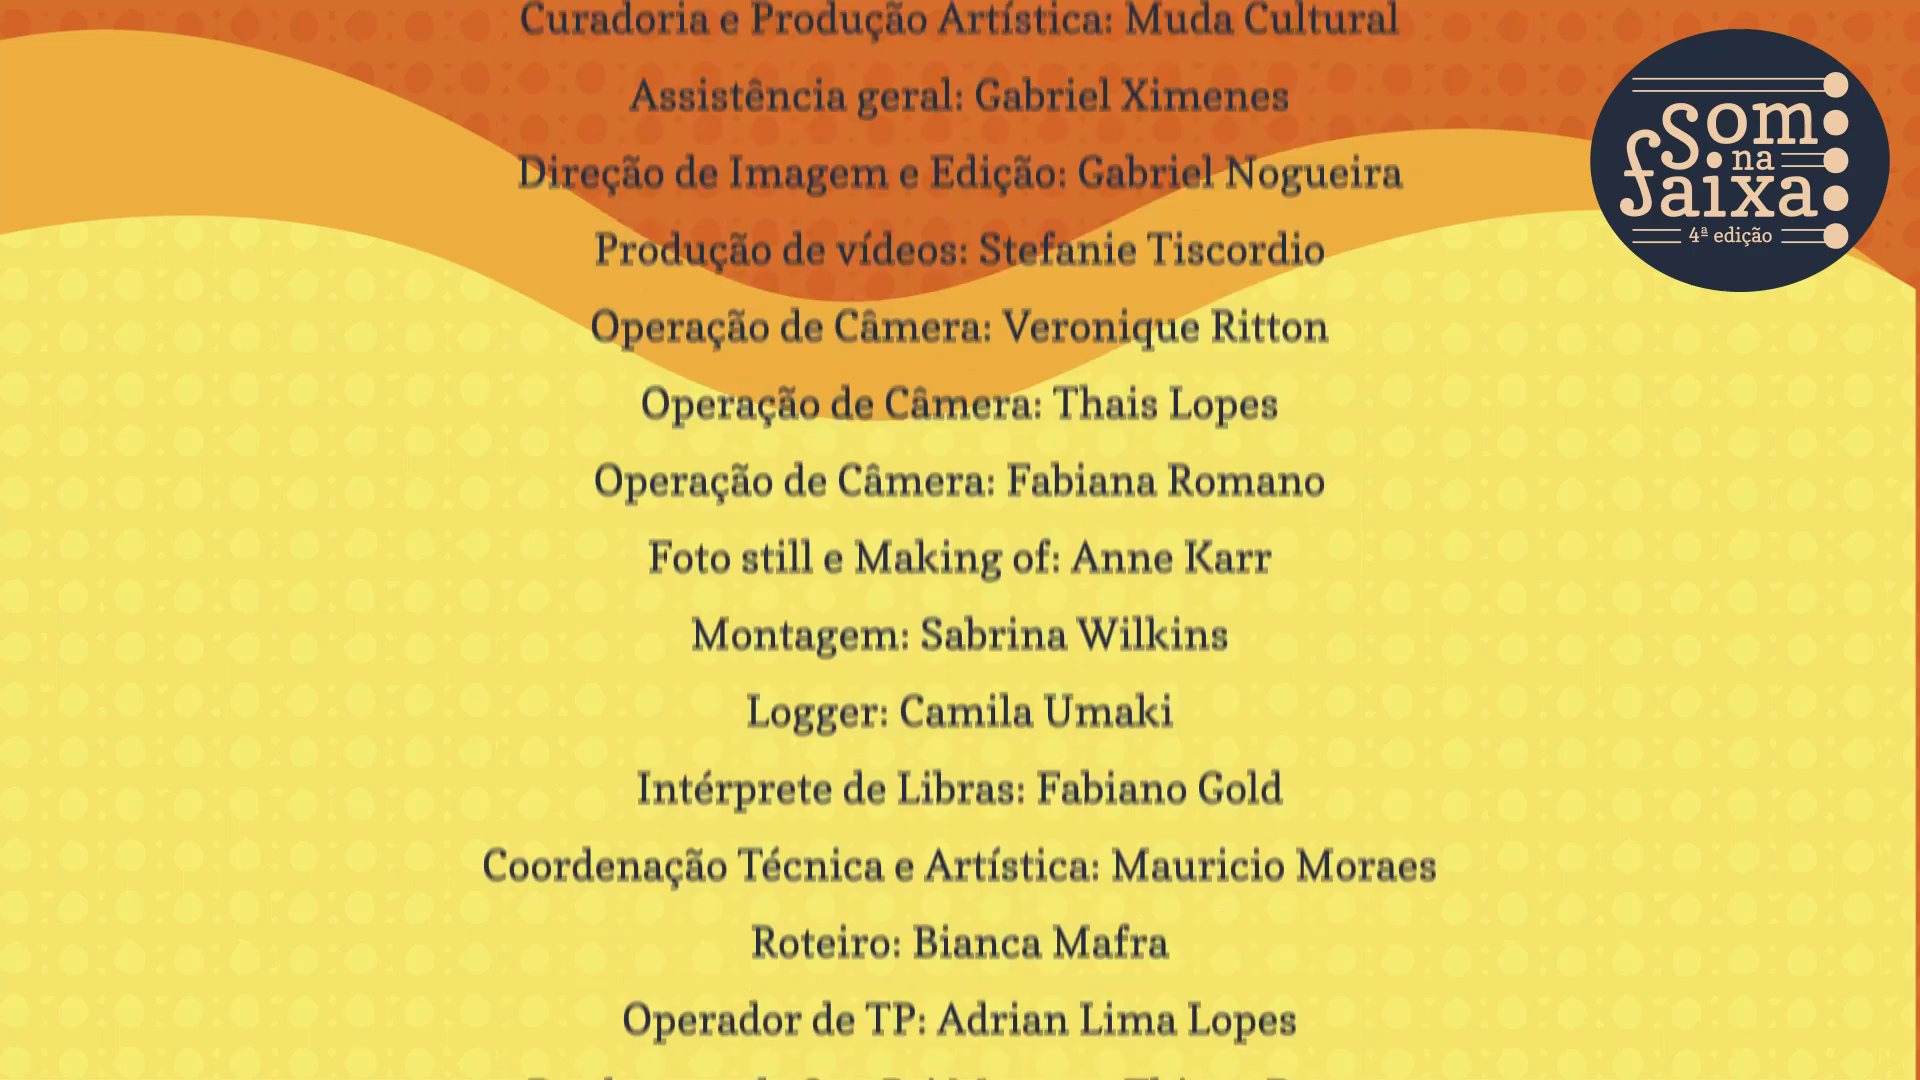 Curadoria e Produção Artística: Muda Cultural
Assistência geral: Gabriel Ximenes
Direção de Imagem e Edição: Gabriel Nogueira
Produção de vídeos: Stefanie Tiscordio
Operação de Câmera: Veronique Ritton
Operação de Câmera: Thais Lopes
Operação de Câmera: Fabiana Romano
Foto still e Making of: Anne Karr
Montagem: Sabrina Wilkins
Logger: Camila Umaki
Intérprete de Libras: Fabiano Gold
Coordenação Técnica e Artística: Mauricio Moraes
Roteiro: Bianca Mafra
Operador de TP: Adrian Lima Lopes
Som
na
faixa
4ª edição